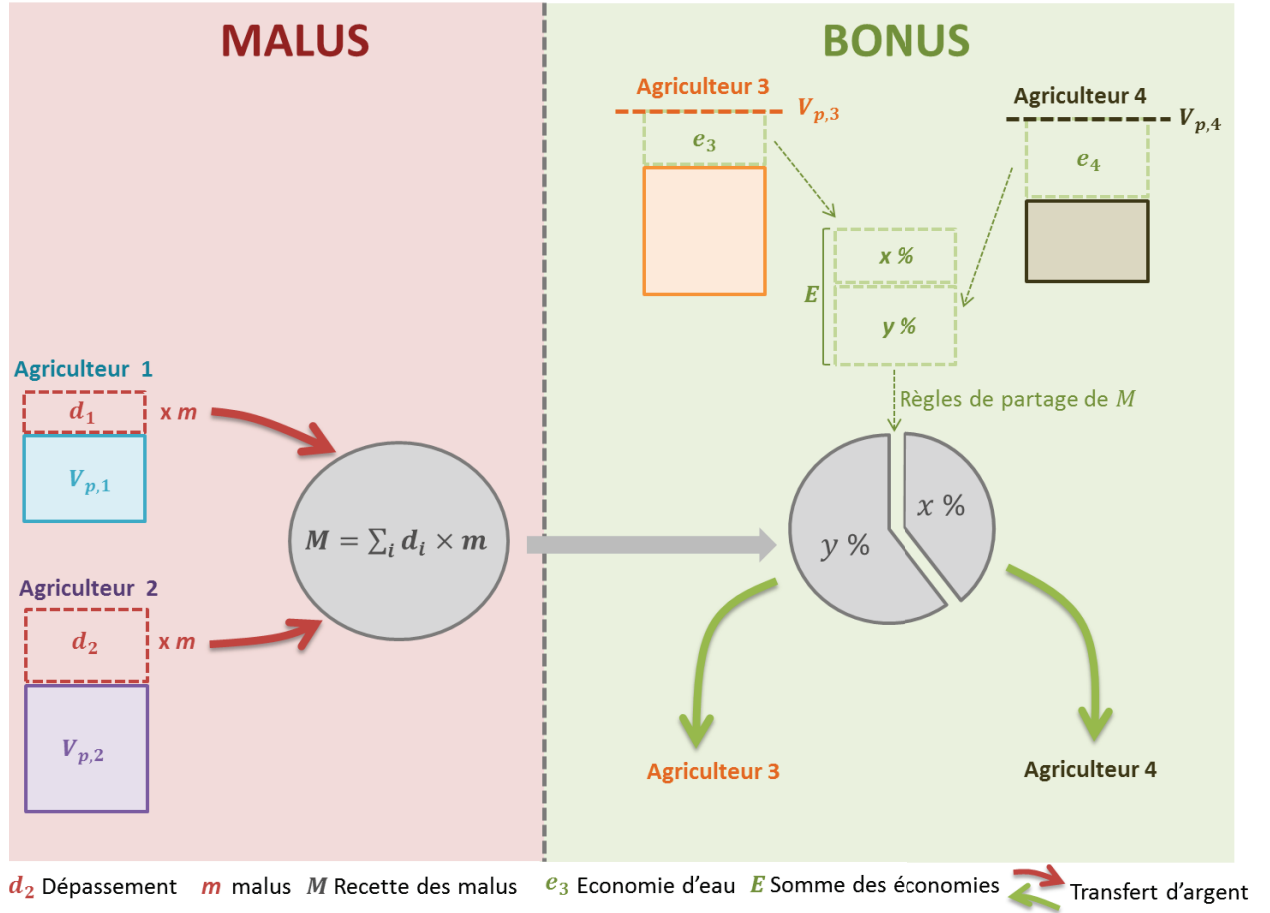 MALUS
BONUS
Agriculteur 3
V_{p,3}
Agriculteur 4
V_{p,4}
e_3
e_4
x %
E
y %
Agriculteur 1
d_1
x m
V_{p,1}
Règles de partage de M
M = ∑_i d_i × m
y %
x %
Agriculteur 2
d_2
x m
V_{p,2}
Agriculteur 3
Agriculteur 4
d_2 Dépassement m malus M Recette des malus e_3 Economie d'eau E Somme des économies Transfert d'argent